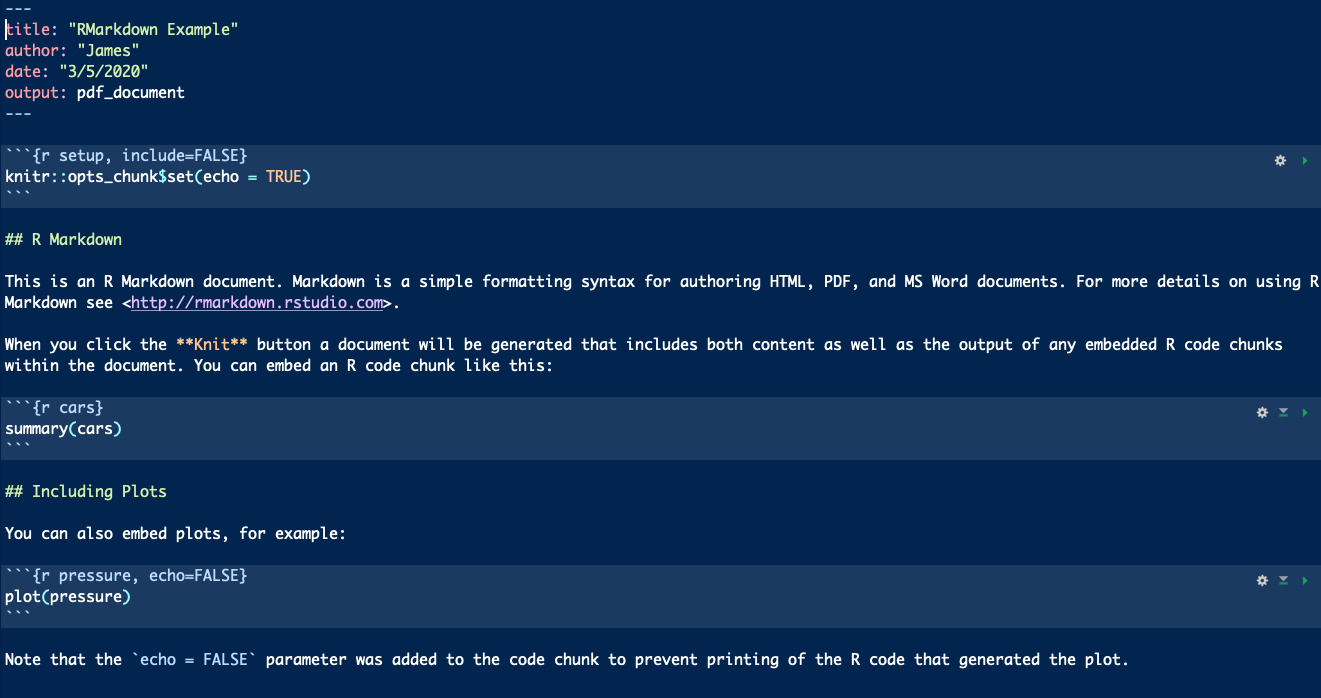 ---
title: "RMarkdown Example"
author: "James"
date: "3/5/2020"
output: pdf_document
---
```{r setup, include=FALSE}
knitr::opts_chunk$set(echo = TRUE)
```
## R Markdown
This is an R Markdown document. Markdown is a simple formatting syntax for authoring HTML, PDF, and MS Word documents. For more details on using R
Markdown see <http://rmarkdown.rstudio.com>.
When you click the **Knit** button a document will be generated that includes both content as well as the output of any embedded R code chunks
within the document. You can embed an R code chunk like this:
```{r cars}
summary(cars)
```
## Including Plots
You can also embed plots, for example:
```{r pressure, echo=FALSE}
plot(pressure)
```
Note that the `echo = FALSE` parameter was added to the code chunk to prevent printing of the R code that generated the plot.